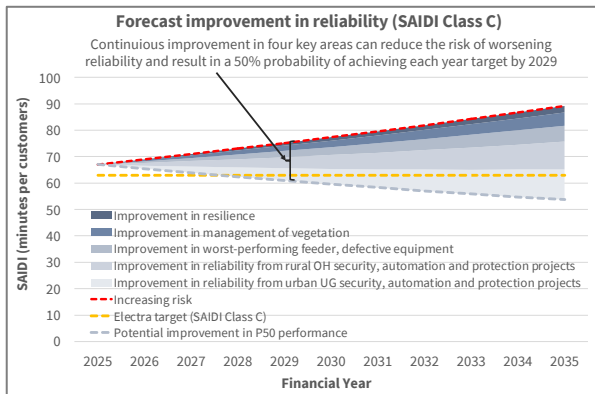 Forecast improvement in reliability (SAIDI Class C)
Continuous improvement in four key areas can reduce the risk of worsening
reliability and result in a 50% probability of achieving each year target by 2029
SAIDI (minutes per customers)
100
90
80
70
60
50
40
30
20
10
0
Improvement in resilience
Improvement in management of vegetation
Improvement in worst-performing feeder, defective equipment
Improvement in reliability from rural OH security, automation and protection projects
Improvement in reliability from urban UG security, automation and protection projects
Increasing risk
Electra target (SAIDI Class C)
Potential improvement in P50 performance
2025 2026 2027 2028 2029 2030 2031 2032 2033 2034 2035
Financial Year